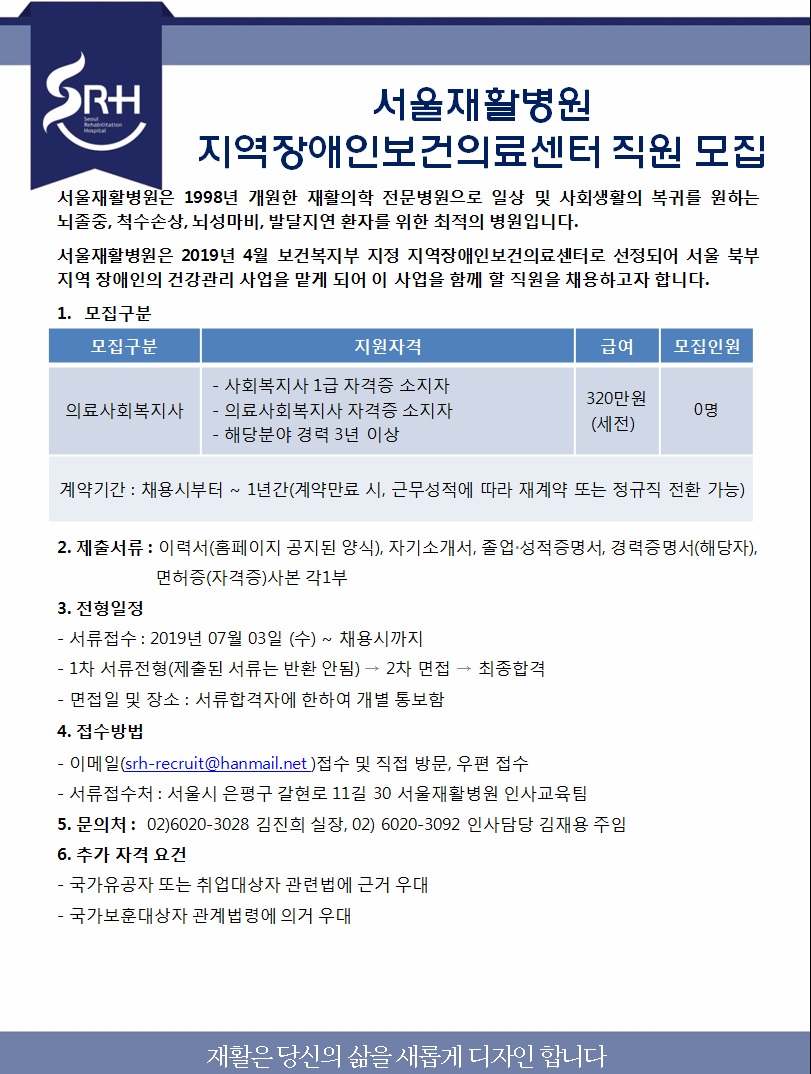 SRH
Seoul
Rehabilitation
Hospital
서울재활병원
지역장애인보건의료센터 직원 모집
서울재활병원은 1998년 개원한 재활의학 전문병원으로 일상 및 사회생활의 복귀를 원하는
뇌졸중, 척수손상, 뇌성마비, 발달지연 환자를 위한 최적의 병원입니다.
서울재활병원은 2019년 4월 보건복지부 지정 지역장애인보건의료센터로 선정되어 서울 북부
지역 장애인의 건강관리 사업을 맡게 되어 이 사업을 함께 할 직원을 채용하고자 합니다.
1. 모집구분
모집구분 지원자격 급여 모집인원
- 사회복지사 1급 자격증 소지자
의료사회복지사 - 의료사회복지사 자격증 소지자 320만원 (세전) 0명
- 해당분야 경력 3년 이상
계약기간 : 채용시부터 ~ 1년간(계약만료 시, 근무성적에 따라 재계약 또는 정규직 전환 가능)
2. 제출서류 : 이력서(홈페이지 공지된 양식), 자기소개서, 졸업·성적증명서, 경력증명서(해당자),
면허증(자격증)사본 각1부
3. 전형일정
- 서류접수 : 2019년 07월 03일 (수) ~ 채용시까지
- 1차 서류전형(제출된 서류는 반환 안됨) → 2차 면접 → 최종합격
- 면접일 및 장소 : 서류합격자에 한하여 개별 통보함
4. 접수방법
- 이메일(srh-recruit@hanmail.net )접수 및 직접 방문, 우편 접수
- 서류접수처 : 서울시 은평구 갈현로 11길 30 서울재활병원 인사교육팀
5. 문의처 : 02)6020-3028 김진희 실장, 02) 6020-3092 인사담당 김재용 주임
6. 추가 자격 요건
- 국가유공자 또는 취업대상자 관련법에 근거 우대
- 국가보훈대상자 관계법령에 의거 우대
재활은 당신의 삶을 새롭게 디자인 합니다